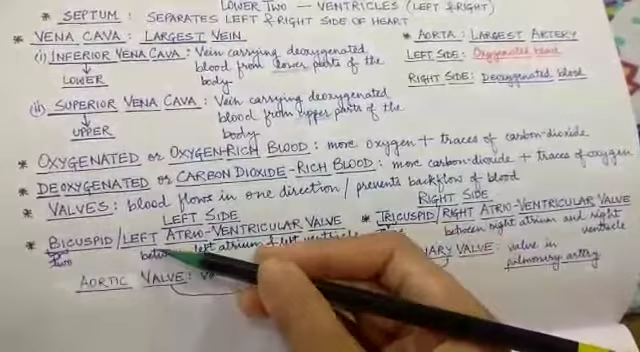 LOWER TWO — VENTRICLES (LEFT & RIGHT)
* SEPTUM : SEPARATES LEFT & RIGHT SIDE OF HEART
* VENA CAVA : LARGEST VEIN
(i) INFERIOR VENA CAVA : Vein carrying deoxygenated
blood from lower parts of the
body.
LOWER
(ii) SUPERIOR VENA CAVA : Vein carrying deoxygenated
blood from upper parts of the
body
UPPER
* AORTA : LARGEST ARTERY
LEFT SIDE : Oxygenated
RIGHT SIDE : Deoxygenated blood
* OXYGENATED or OXYGEN-RICH BLOOD : more oxygen + traces of carbon-dioxide
* DEOXYGENATED or CARBON DIOXIDE-RICH BLOOD : more carbon-dioxide + traces of oxygen
* VALVES : blood flows in one direction / prevents backflow of blood
LEFT SIDE
* BICUSPID / LEFT ATRIO-VENTRICULAR VALVE
Two
left atrium & left ventricle
AORTIC VALVE :
RIGHT SIDE
* TRICUSPID / RIGHT ATRIO-VENTRICULAR VALVE
between right atrium and right
ventricle
VALVE : valve in
pulmonary artery